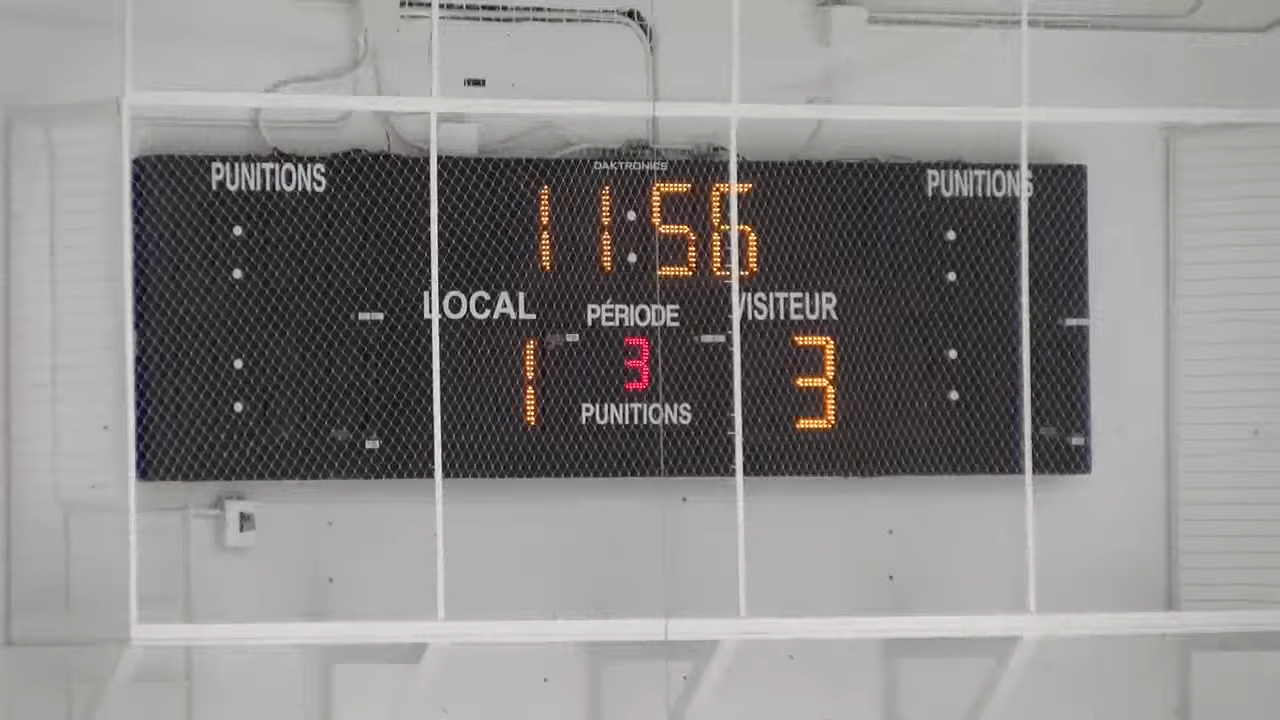 DAKTRONICS
PUNITIONS 11:56 PUNITIONS
LOCAL PÉRIODE VISITEUR
1 3 3
PUNITIONS